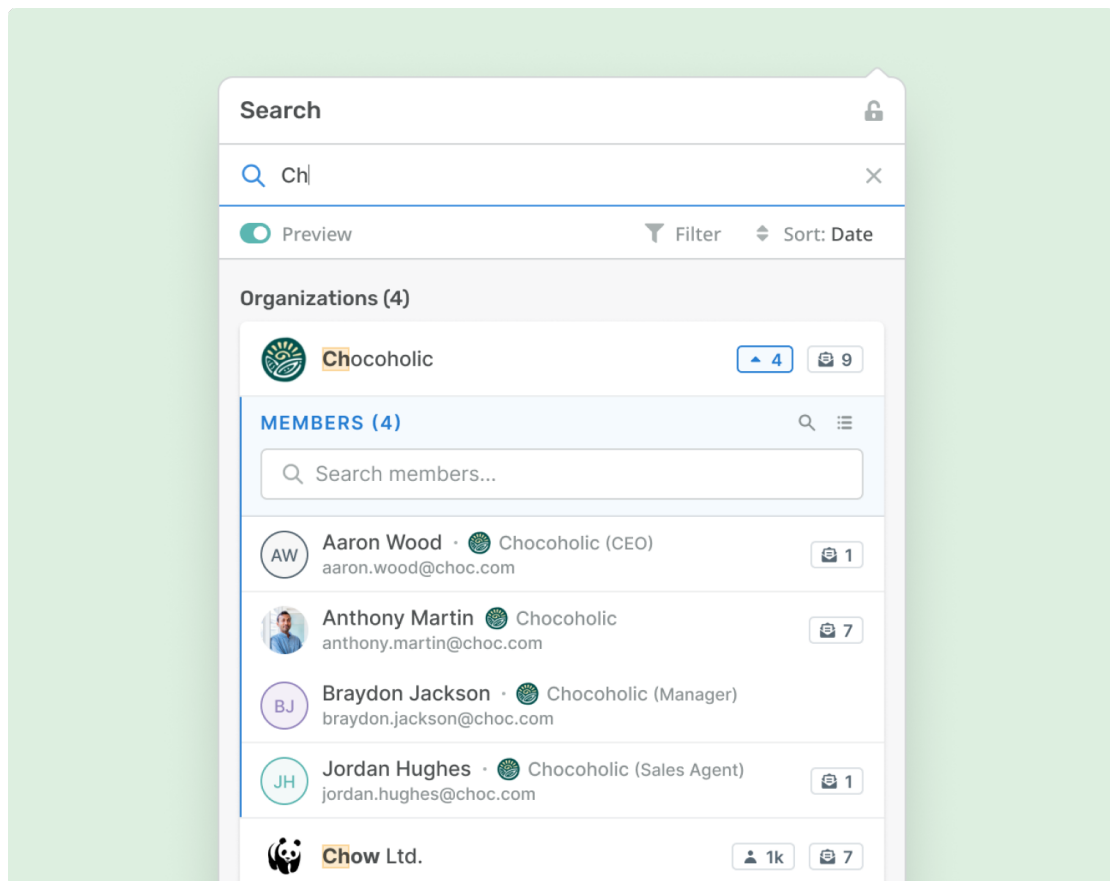 Search
Ch
Preview Filter Sort: Date
Organizations (4)
Chocoholic 4 9
MEMBERS (4)
Search members...
AW Aaron Wood · Chocoholic (CEO) 1
aaron.wood@choc.com
Anthony Martin Chocoholic 7
anthony.martin@choc.com
BJ Braydon Jackson · Chocoholic (Manager)
braydon.jackson@choc.com
JH Jordan Hughes · Chocoholic (Sales Agent) 1
jordan.hughes@choc.com
Chow Ltd. 1k 7